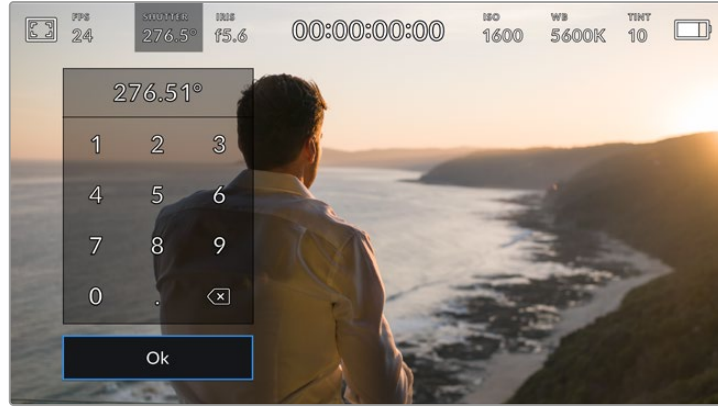 FPS SHUTTER IRIS ISO WB TINT
24 276.5° f5.6 00:00:00:00 1600 5600K 10
276.51°
1 2 3
4 5 6
7 8 9
0 .
Ok